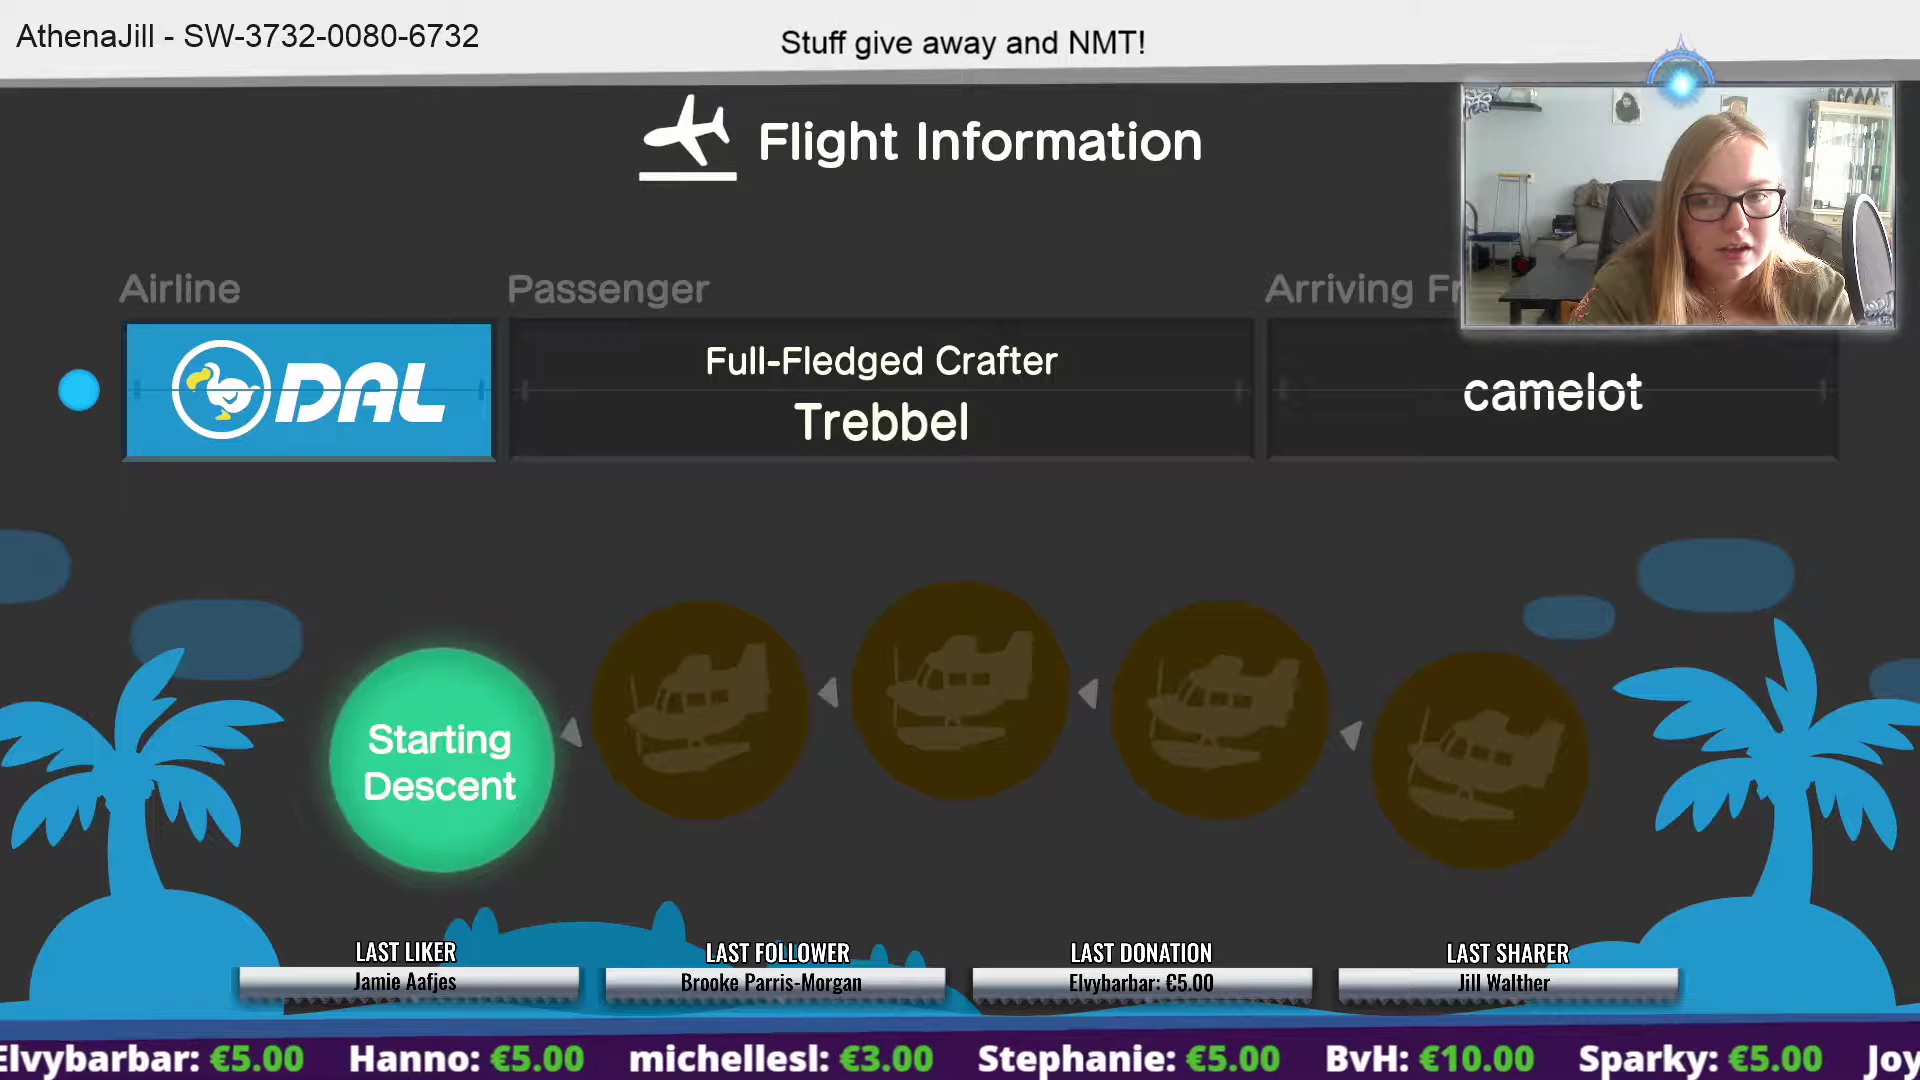 AthenaJill - SW-3732-0080-6732
Stuff give away and NMT!
Flight Information
Airline
Passenger
Arriving Fr
DAL
Full-Fledged Crafter
Trebbel
camelot
Starting
Descent
LAST LIKER
Jamie Aafjes
LAST FOLLOWER
Brooke Parris-Morgan
LAST DONATION
Elvybarbar: €5.00
LAST SHARER
Jill Walther
Elvybarbar: €5.00 Hanno: €5.00 michellesl: €3.00 Stephanie: €5.00 BvH: €10.00 Sparky: €5.00 Joy